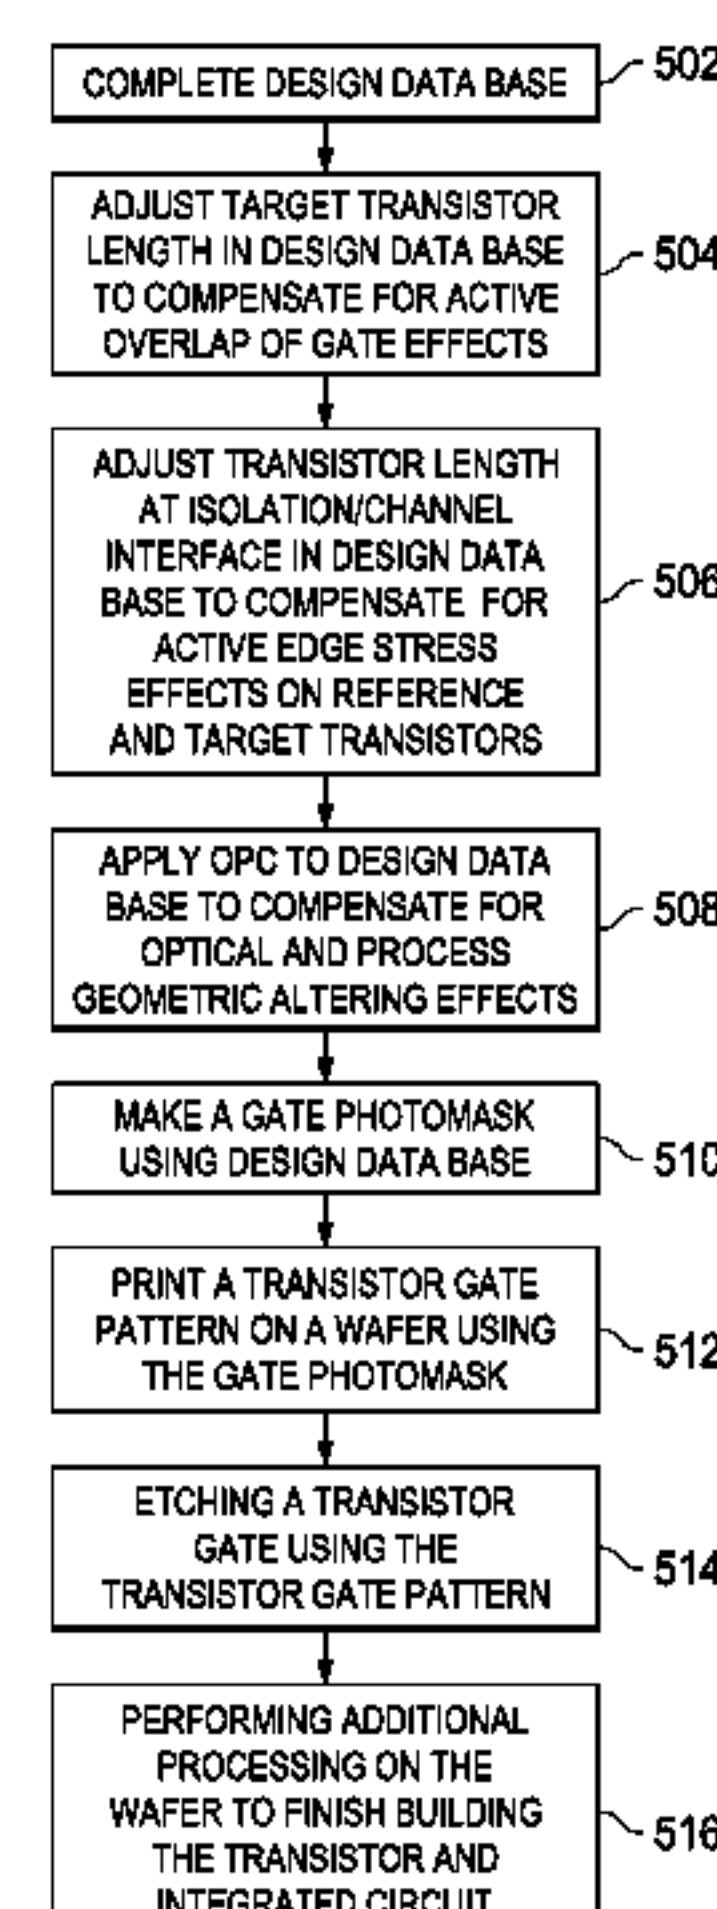 COMPLETE DESIGN DATA BASE
502
ADJUST TARGET TRANSISTOR
LENGTH IN DESIGN DATA BASE
TO COMPENSATE FOR ACTIVE
OVERLAP OF GATE EFFECTS
504
ADJUST TRANSISTOR LENGTH
AT ISOLATION/CHANNEL
INTERFACE IN DESIGN DATA
BASE TO COMPENSATE FOR
ACTIVE EDGE STRESS
EFFECTS ON REFERENCE
AND TARGET TRANSISTORS
506
APPLY OPC TO DESIGN DATA
BASE TO COMPENSATE FOR
OPTICAL AND PROCESS
GEOMETRIC ALTERING EFFECTS
508
MAKE A GATE PHOTOMASK
USING DESIGN DATA BASE
510
PRINT A TRANSISTOR GATE
PATTERN ON A WAFER USING
THE GATE PHOTOMASK
512
ETCHING A TRANSISTOR
GATE USING THE
TRANSISTOR GATE PATTERN
514
PERFORMING ADDITIONAL
PROCESSING ON THE
WAFER TO FINISH BUILDING
THE TRANSISTOR AND
INTEGRATED CIRCUIT
516